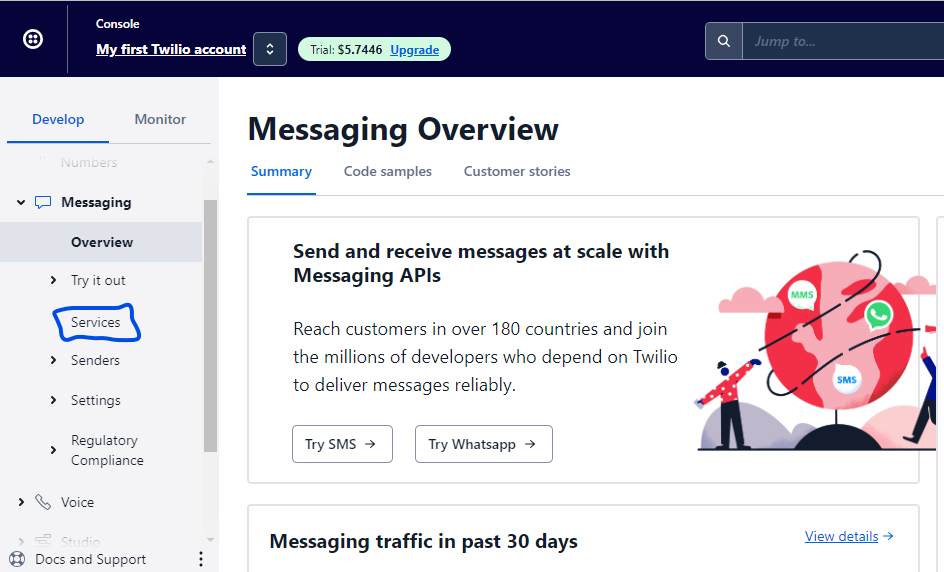 Console
My first Twilio account
Trial: $5.7446 Upgrade
Jump to...
Develop
Monitor
Numbers
Messaging
Overview
Try it out
Services
Senders
Settings
Regulatory
Compliance
Voice
Studio
Docs and Support
Messaging Overview
Summary
Code samples
Customer stories
Send and receive messages at scale with
Messaging APIs
Reach customers in over 180 countries and join
the millions of developers who depend on Twilio
to deliver messages reliably.
Try SMS →
Try Whatsapp →
MMS
SMS
Messaging traffic in past 30 days
View details →